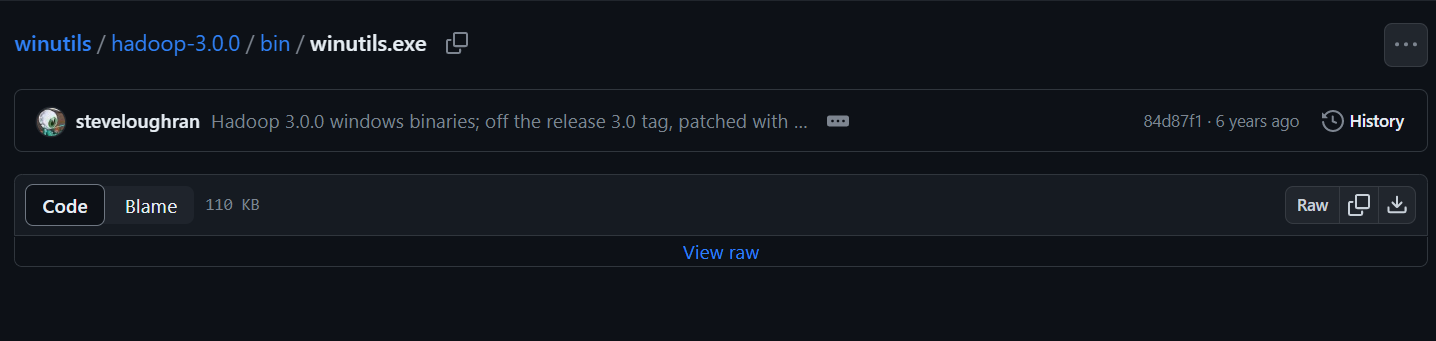 winutils / hadoop-3.0.0 / bin / winutils.exe
steveloughran Hadoop 3.0.0 windows binaries; off the release 3.0 tag, patched with ... 84d87f1 · 6 years ago History
Code Blame 110 KB Raw
View raw